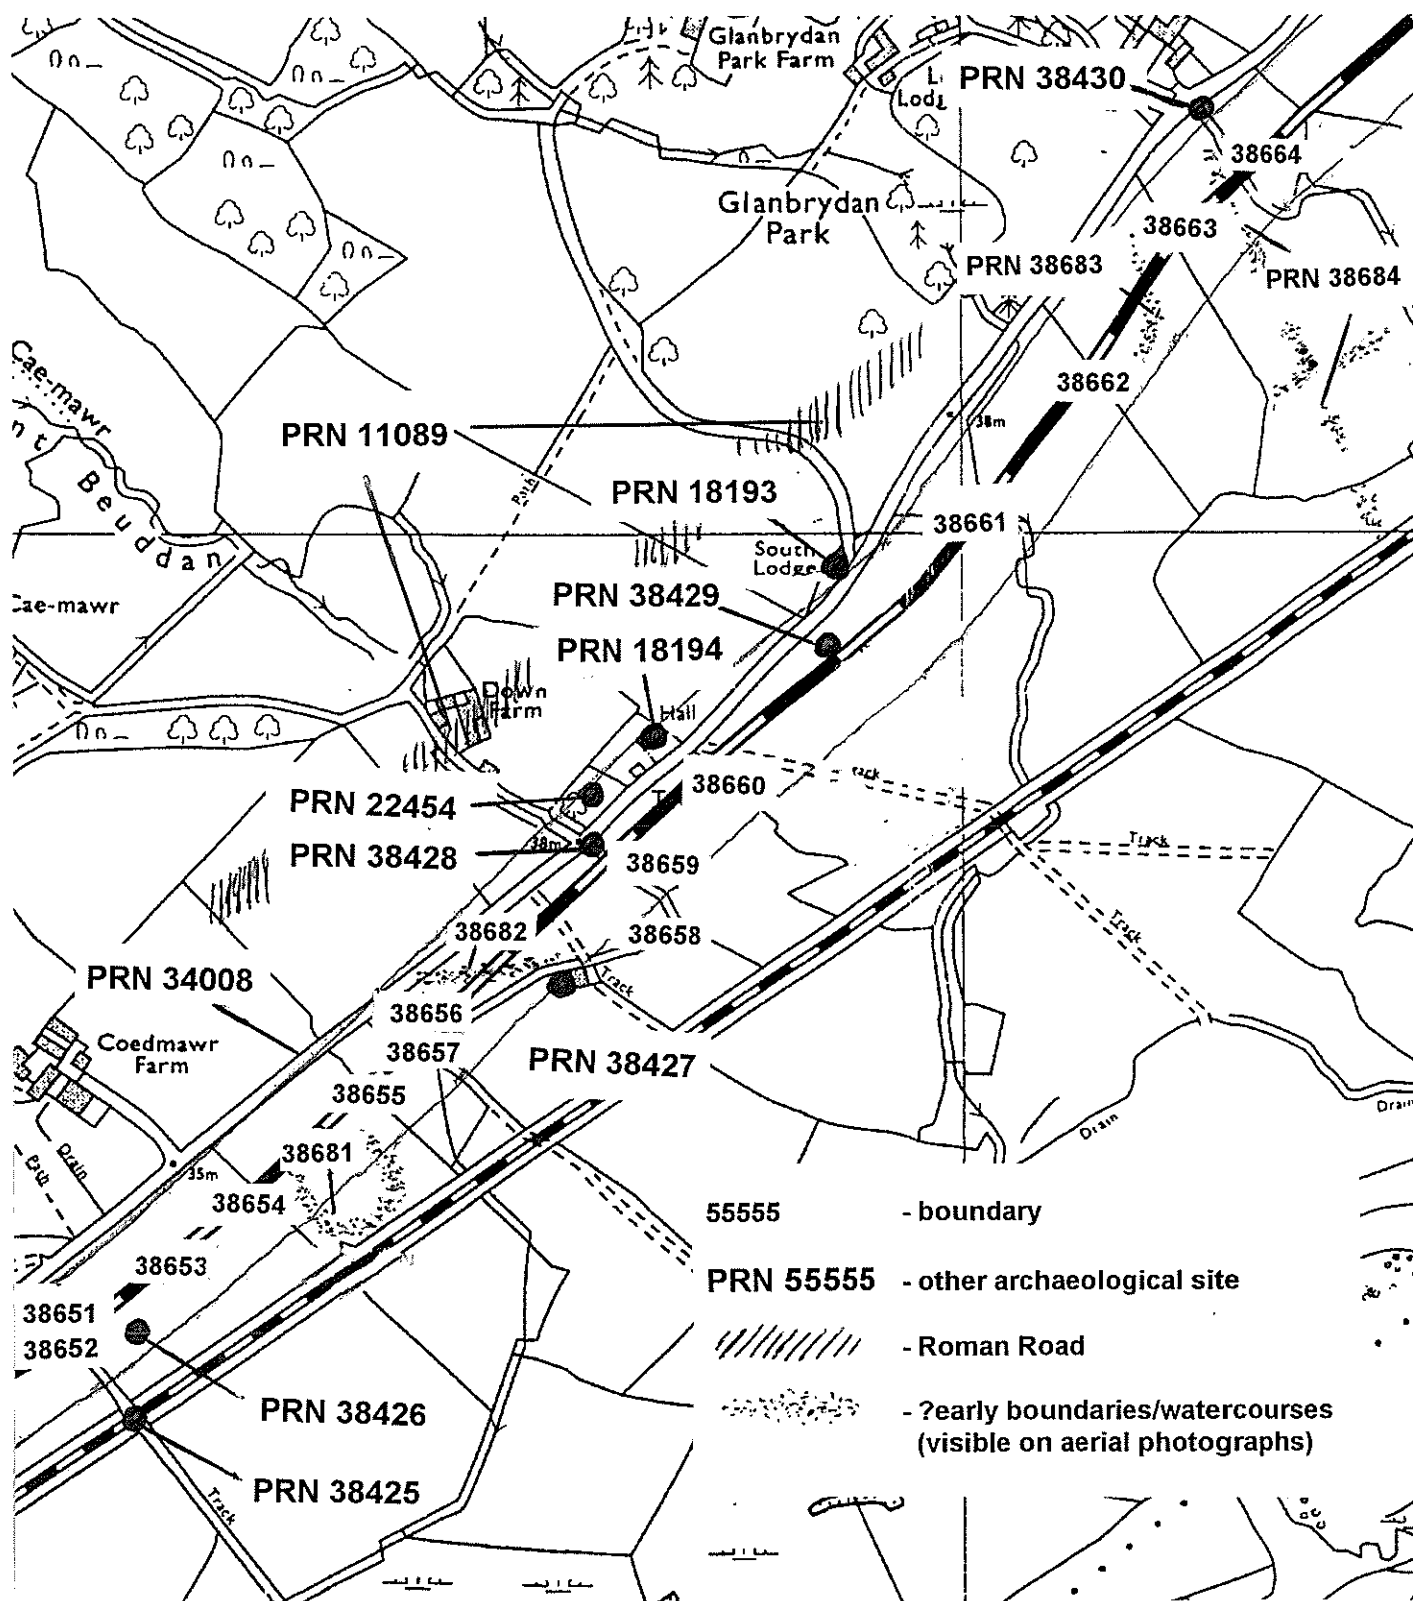 Glanbrydan
Park Farm
Lodg
PRN 38430
38664
Glanbrydan
Park
38663
PRN 38683
PRN 38684
Cae-mawr
38662
38m
PRN 11089
nt Beuddan
Path
PRN 18193
38661
South
Lodge
PRN 38429
Cae-mawr
PRN 18194
Down
Farm
Hall
38660
PRN 22454
38m
PRN 38428
38659
Track
38682
38658
Track
PRN 34008
Track
38656
Coedmawr
Farm
38657
PRN 38427
38655
Drain
Drain
38681
Path
Drain
35m
38654
55555 - boundary
38653
PRN 55555 - other archaeological site
38651
38652
- Roman Road
PRN 38426
- ?early boundaries/watercourses
(visible on aerial photographs)
PRN 38425
Track